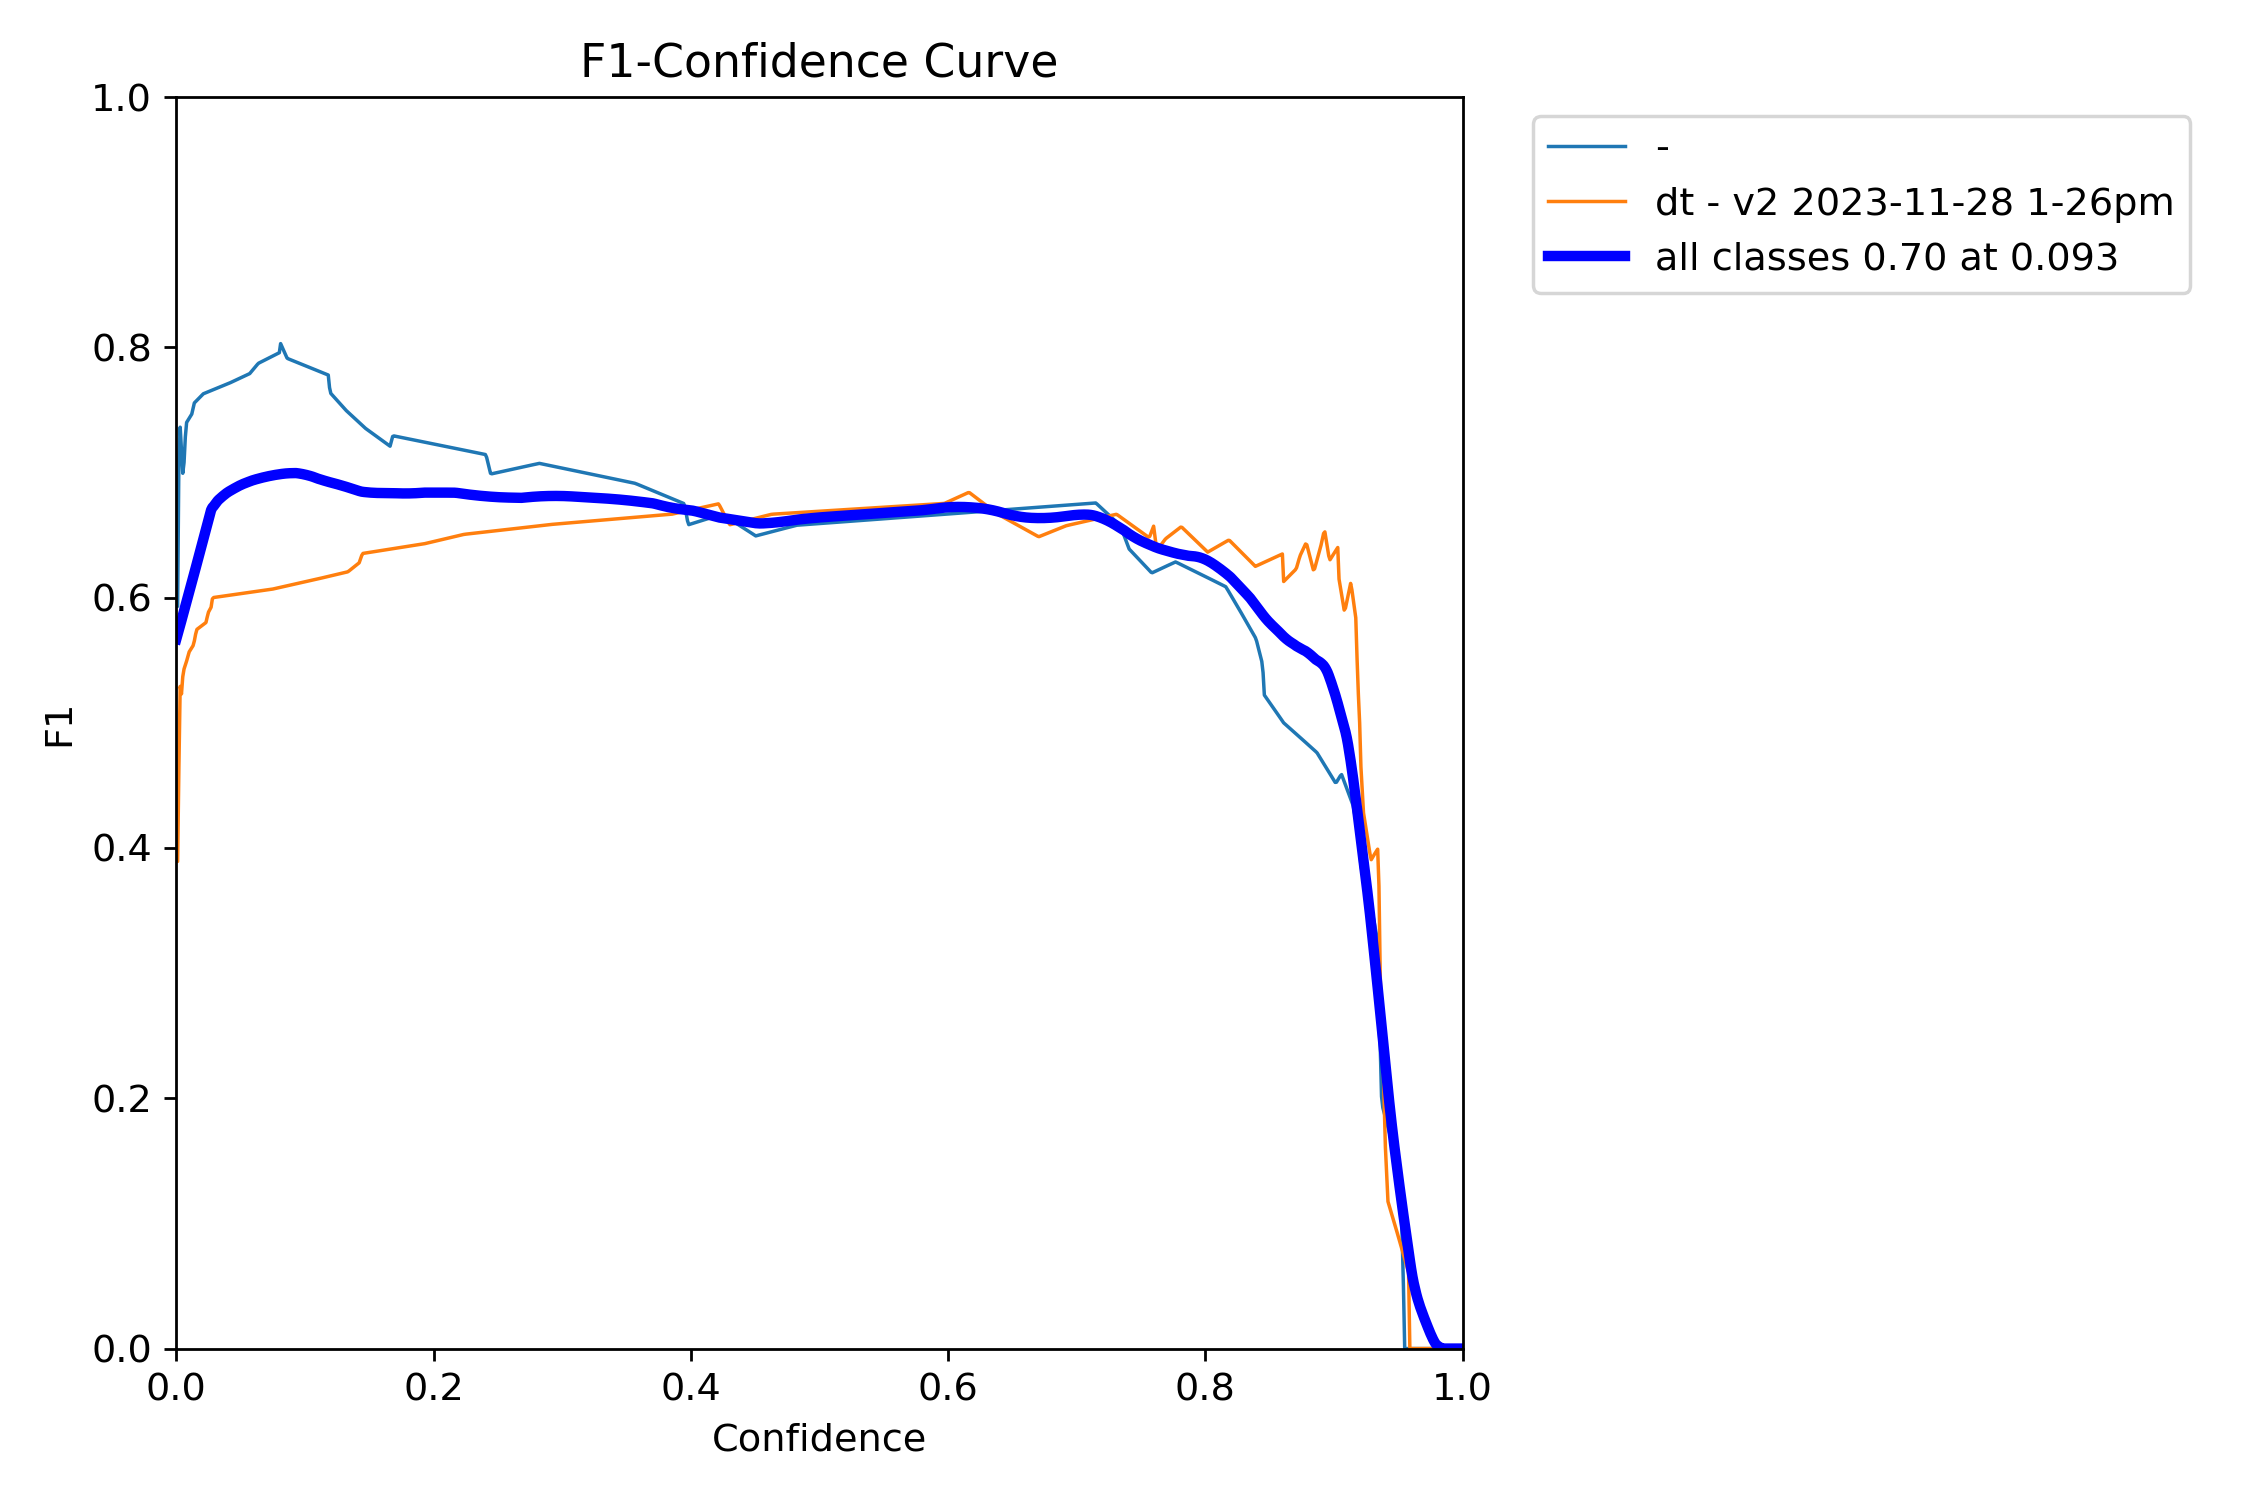 F1-Confidence Curve
1.0
0.8
0.6
0.4
0.2
0.0
F1
0.0 0.2 0.4 0.6 0.8 1.0
Confidence
-
dt - v2 2023-11-28 1-26pm
all classes 0.70 at 0.093